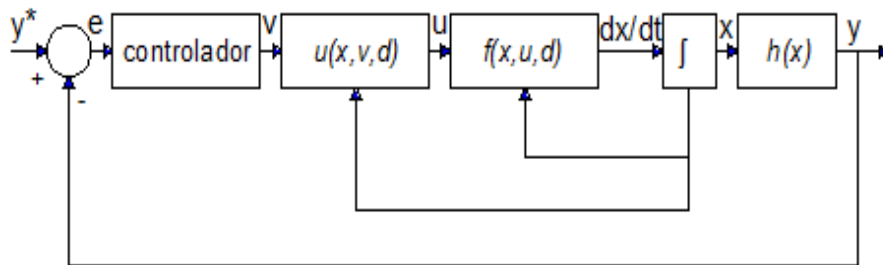 y* e controlador v u(x,v,d) u f(x,u,d) dx/dt ∫ x h(x) y
+
-